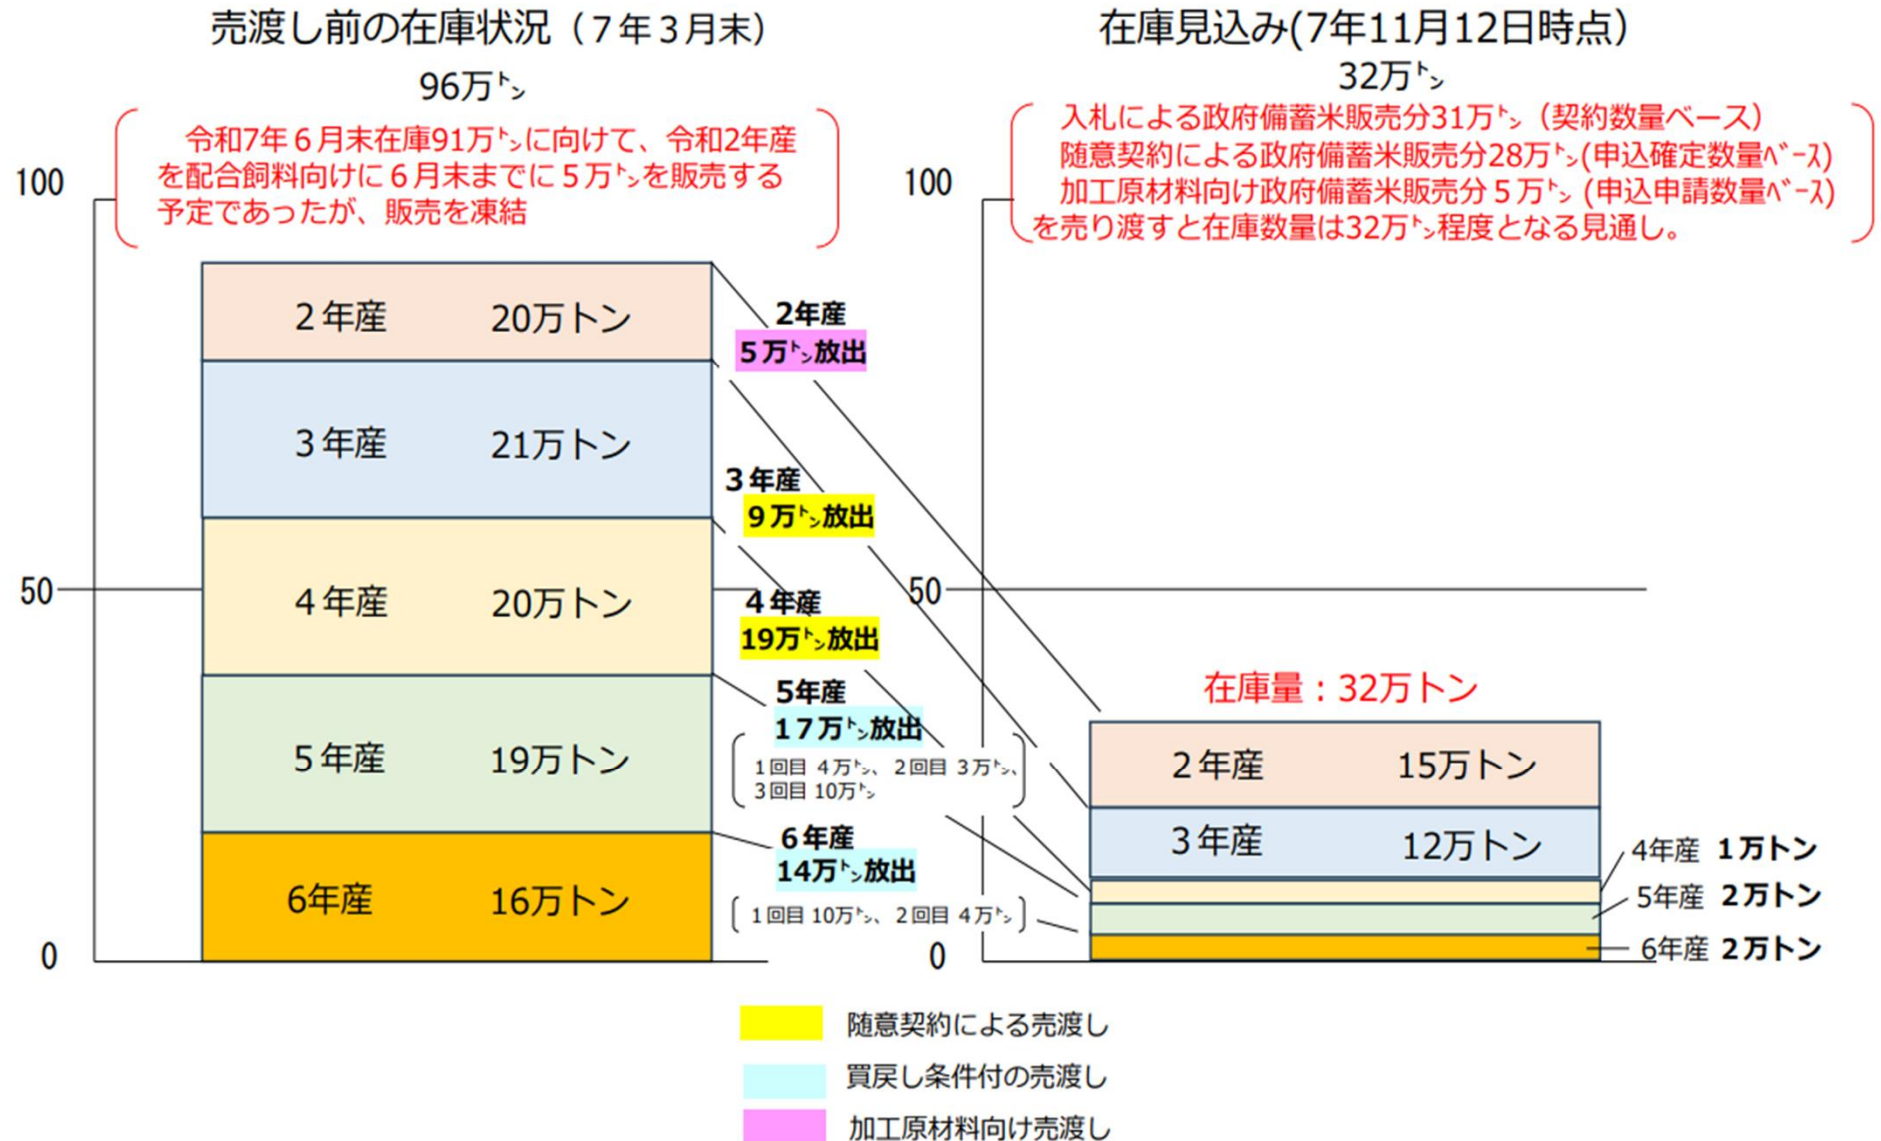 売渡し前の在庫状況（７年３月末）
96万㌧
令和7年６月末在庫91万㌧に向けて、令和2年産
を配合飼料向けに６月末までに５万㌧を販売する
予定であったが、販売を凍結
100
50
0
２年産 20万トン
３年産 21万トン
４年産 20万トン
５年産 19万トン
6年産 16万トン
2年産
５万㌧放出
３年産
９万㌧放出
４年産
19万㌧放出
5年産
１７万㌧放出
１回目 ４万㌧、２回目 ３万㌧、
３回目 10万㌧
６年産
14万㌧放出
１回目 10万㌧、２回目 ４万㌧
在庫見込み(7年11月12日時点）
32万㌧
入札による政府備蓄米販売分31万㌧（契約数量ベース）
随意契約による政府備蓄米販売分28万㌧(申込確定数量ﾍﾞｰｽ)
加工原材料向け政府備蓄米販売分５万㌧ (申込申請数量ﾍﾞｰｽ)
を売り渡すと在庫数量は32万㌧程度となる見通し。
100
50
0
在庫量：32万トン
２年産 15万トン
３年産 12万トン
4年産 １万トン
5年産 ２万トン
6年産 ２万トン
随意契約による売渡し
買戻し条件付の売渡し
加工原材料向け売渡し